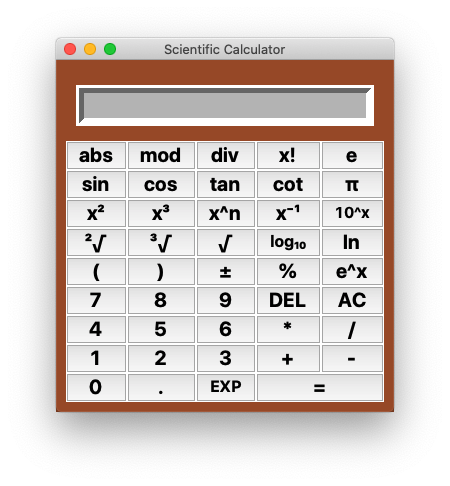 Scientific Calculator
abs mod div x! e
sin cos tan cot π
x² x³ x^n x⁻¹ 10^x
²√ ³√ √ log₁₀ ln
( ) ± % e^x
7 8 9 DEL AC
4 5 6 * /
1 2 3 + -
0 . EXP =